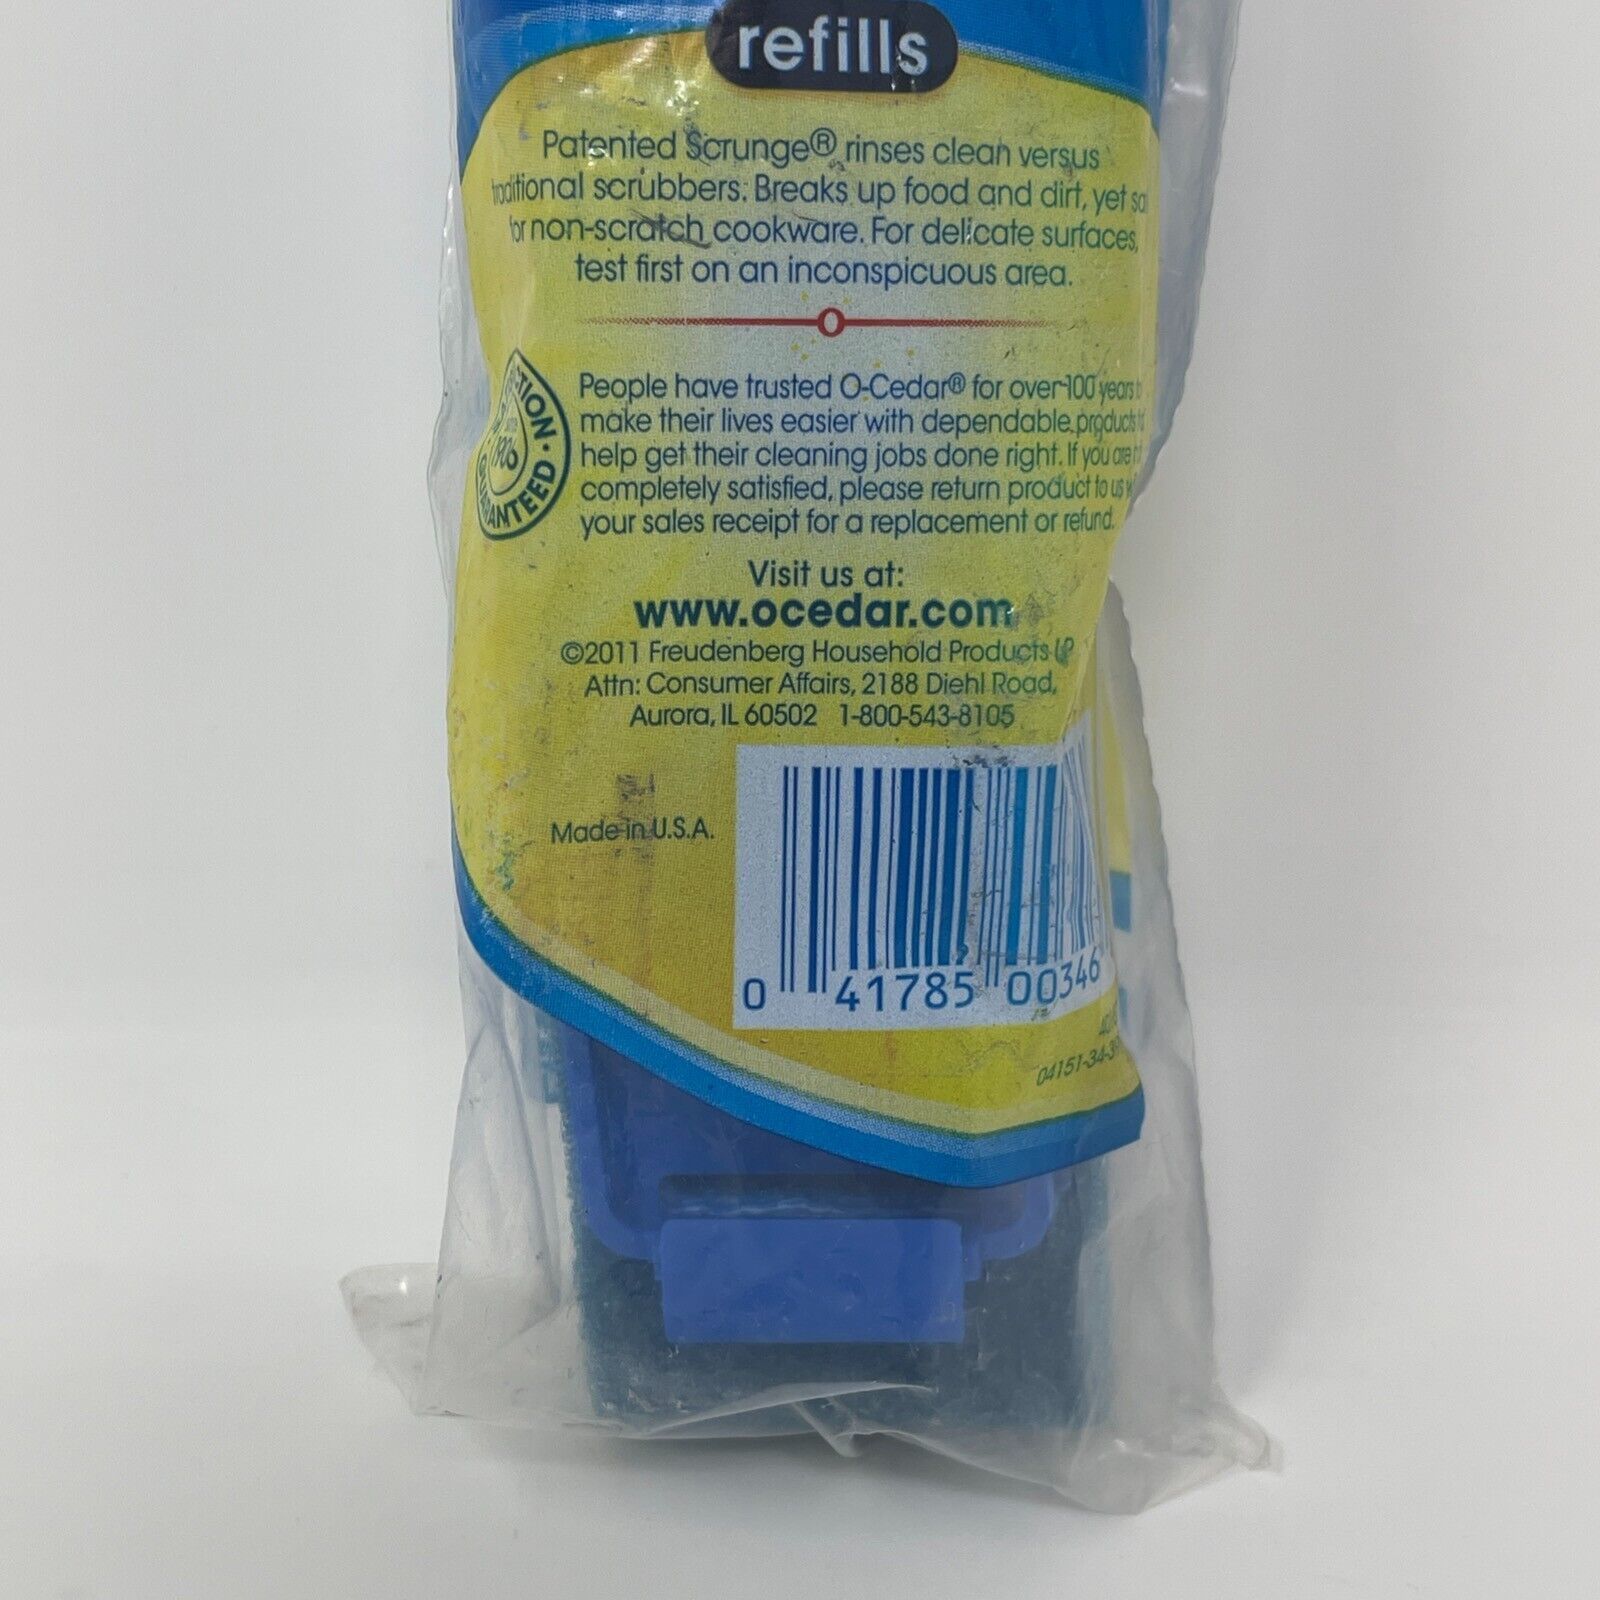 refills
Patented Scrunge® rinses clean versus
traditional scrubbers. Breaks up food and dirt, yet
for non-scratch cookware. For delicate surfaces,
test first on an inconspicuous area.
People have trusted O-Cedar® for over 100 years
make their lives easier with dependable products
help get their cleaning jobs done right. If you are
completely satisfied, please return product to us
your sales receipt for a replacement or refund.
since
1906
GUARANTEED
Visit us at:
www.ocedar.com
©2011 Freudenberg Household Products LP
Attn: Consumer Affairs, 2188 Diehl Road,
Aurora, IL 60502 1-800-543-8105
Made in U.S.A.
0 41785 00346